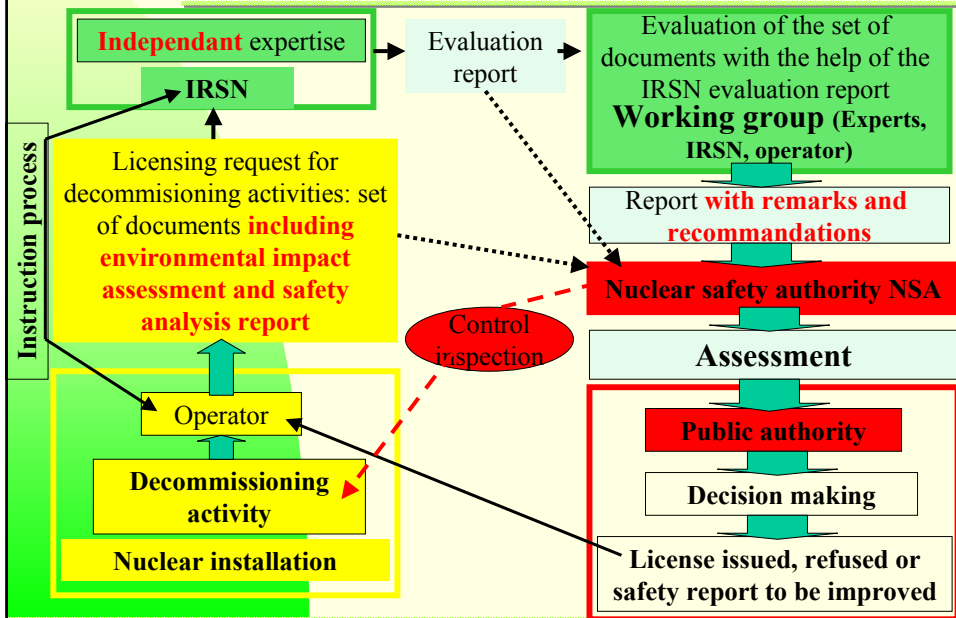 Independant expertise
IRSN
Evaluation
report
Evaluation of the set of
documents with the help of the
IRSN evaluation report
Working group (Experts,
IRSN, operator)
Instruction process
Licensing request for
decommisioning activities: set
of documents including
environmental impact
assessment and safety
analysis report
Report with remarks and
recommandations
Nuclear safety authority NSA
Control
inspection
Assessment
Operator
Public authority
Decommissioning
activity
Decision making
Nuclear installation
License issued, refused or
safety report to be improved